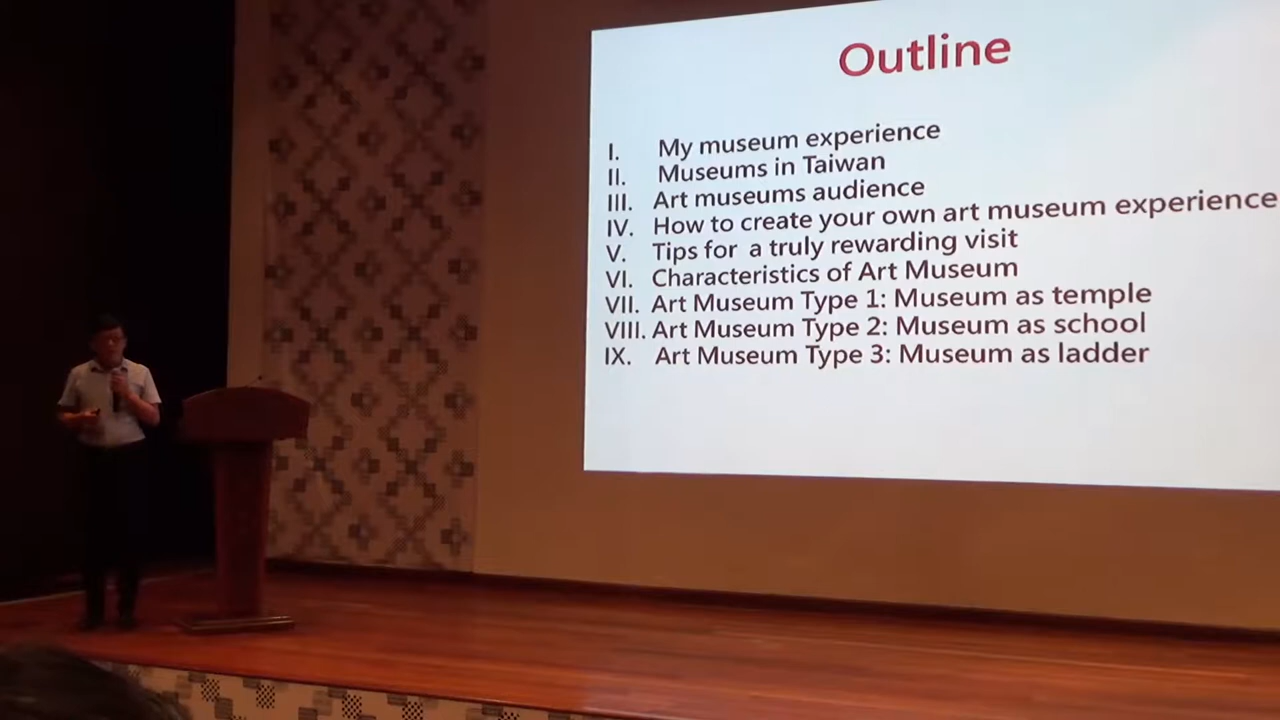 Outline
I. My museum experience
II. Museums in Taiwan
III. Art museums audience
IV. How to create your own art museum experience
V. Tips for a truly rewarding visit
VI. Characteristics of Art Museum
VII. Art Museum Type 1: Museum as temple
VIII. Art Museum Type 2: Museum as school
IX. Art Museum Type 3: Museum as ladder